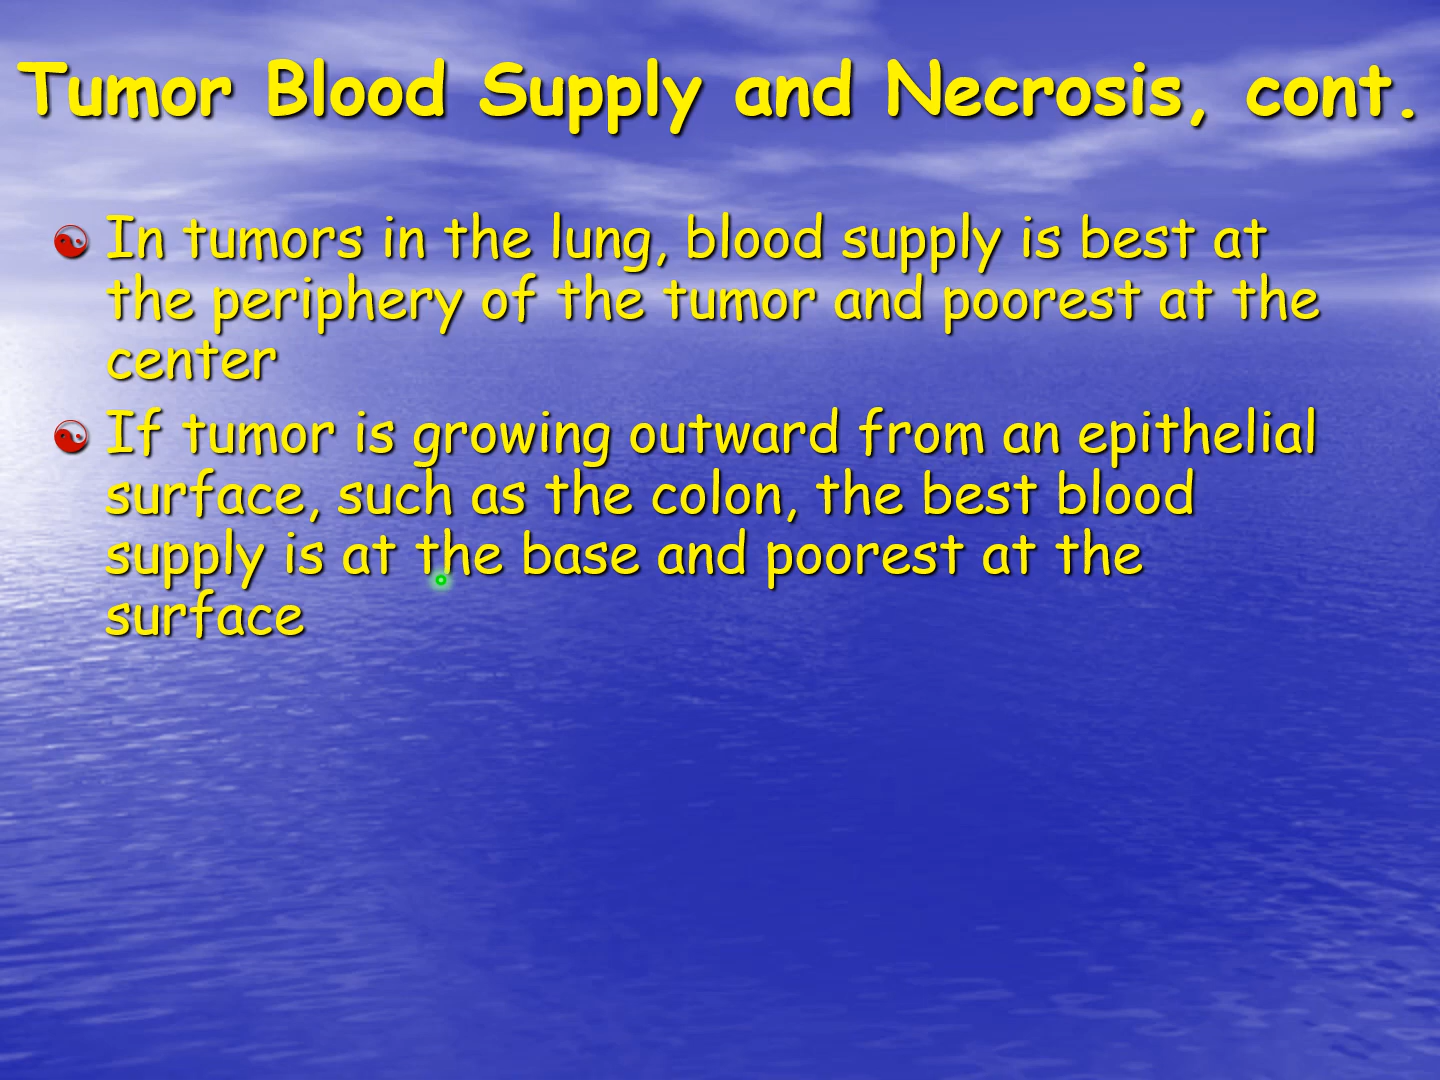 Tumor Blood Supply and Necrosis, cont.
In tumors in the lung, blood supply is best at
the periphery of the tumor and poorest at the
center
If tumor is growing outward from an epithelial
surface, such as the colon, the best blood
supply is at the base and poorest at the
surface